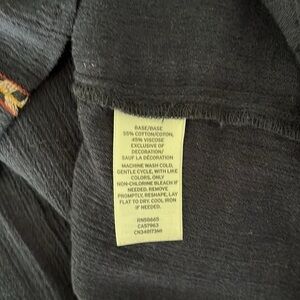 BASE/BASE
55% COTTON/COTON,
45% VISCOSE
EXCLUSIVE OF
DECORATION/
SAUF LA DÉCORATION
MACHINE WASH COLD,
GENTLE CYCLE, WITH LIKE
COLORS, ONLY
NON-CHLORINE BLEACH IF
NEEDED. REMOVE
PROMPTLY, RESHAPE, LAY
FLAT TO DRY. COOL IRON
IF NEEDED.
RN58665
CA57963